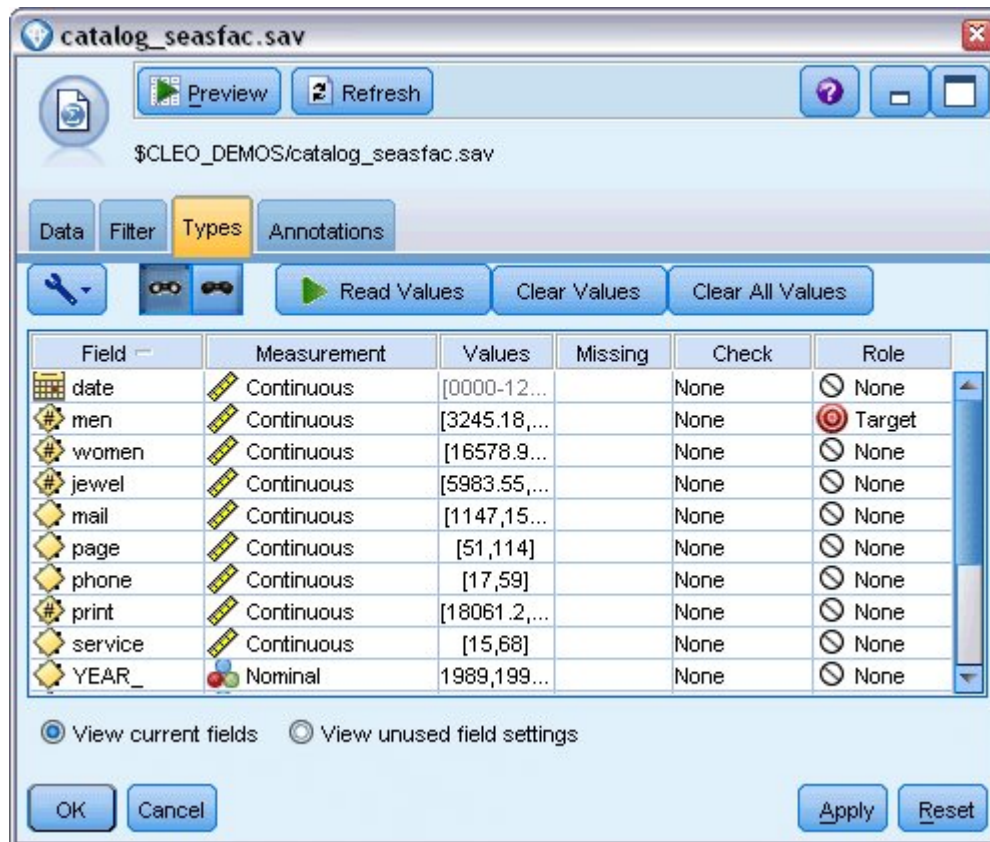 catalog_seasfac.sav
Preview Refresh
$CLEO_DEMOS/catalog_seasfac.sav
Data Filter Types Annotations
Read Values Clear Values Clear All Values
Field Measurement Values Missing Check Role
date Continuous [0000-12... None None
men Continuous [3245.18,... None Target
women Continuous [16578.9... None None
jewel Continuous [5983.55,... None None
mail Continuous [1147,15... None None
page Continuous [51,114] None None
phone Continuous [17,59] None None
print Continuous [18061.2,... None None
service Continuous [15,68] None None
YEAR_ Nominal 1989,199... None None
View current fields View unused field settings
OK Cancel Apply Reset